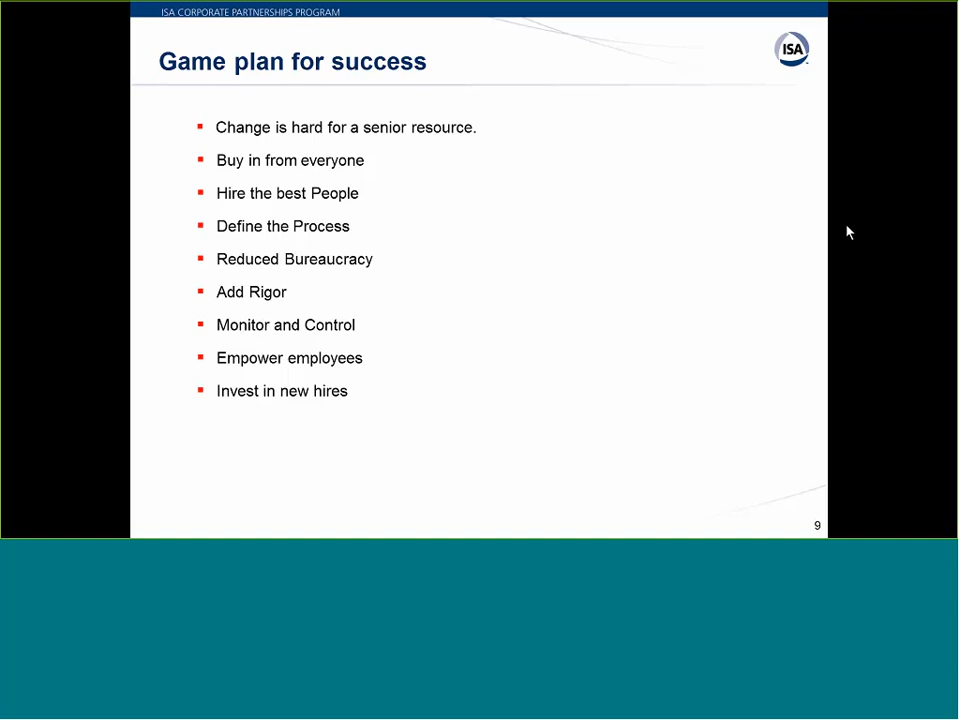 ISA CORPORATE PARTNERSHIPS PROGRAM
Game plan for success
ISA
Change is hard for a senior resource.
Buy in from everyone
Hire the best People
Define the Process
Reduced Bureaucracy
Add Rigor
Monitor and Control
Empower employees
Invest in new hires
9